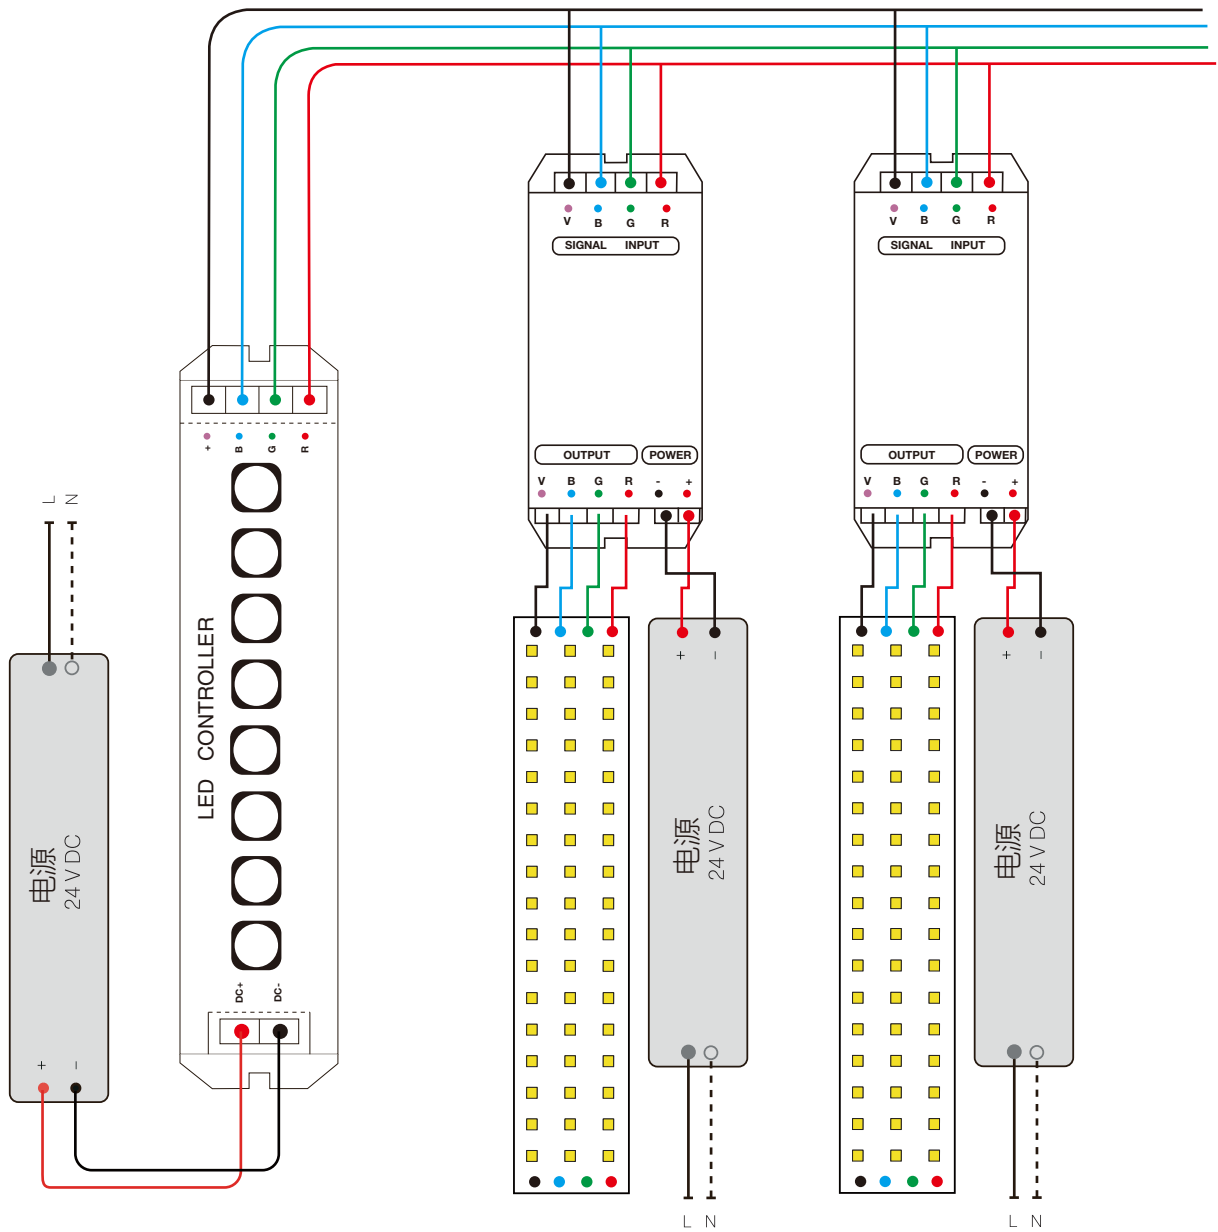 V B G R
SIGNAL INPUT
OUTPUT POWER
V B G R - +
+ −
电源
24 V DC
L N
V B G R
SIGNAL INPUT
OUTPUT POWER
V B G R - +
+ −
电源
24 V DC
L N
+ B G R
LED CONTROLLER
DC+ DC-
L N
电源
24 V DC
+ −